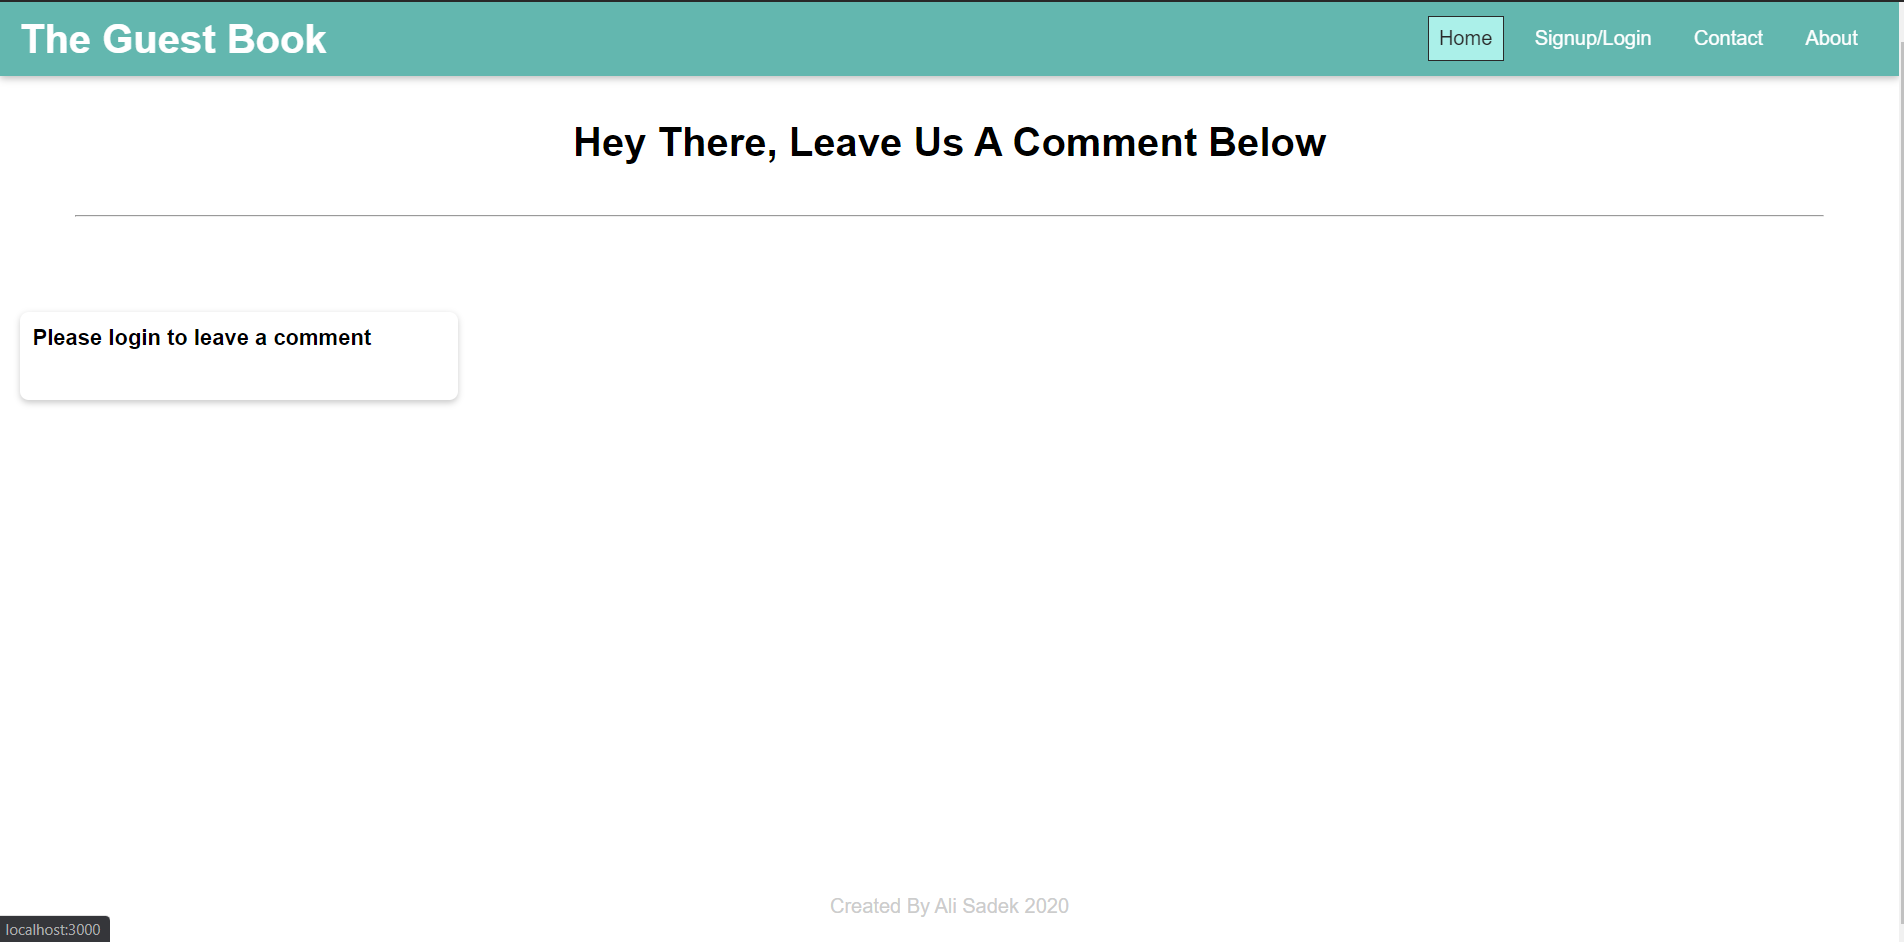 The Guest Book
Home Signup/Login Contact About
Hey There, Leave Us A Comment Below
Please login to leave a comment
Created By Ali Sadek 2020
localhost:3000